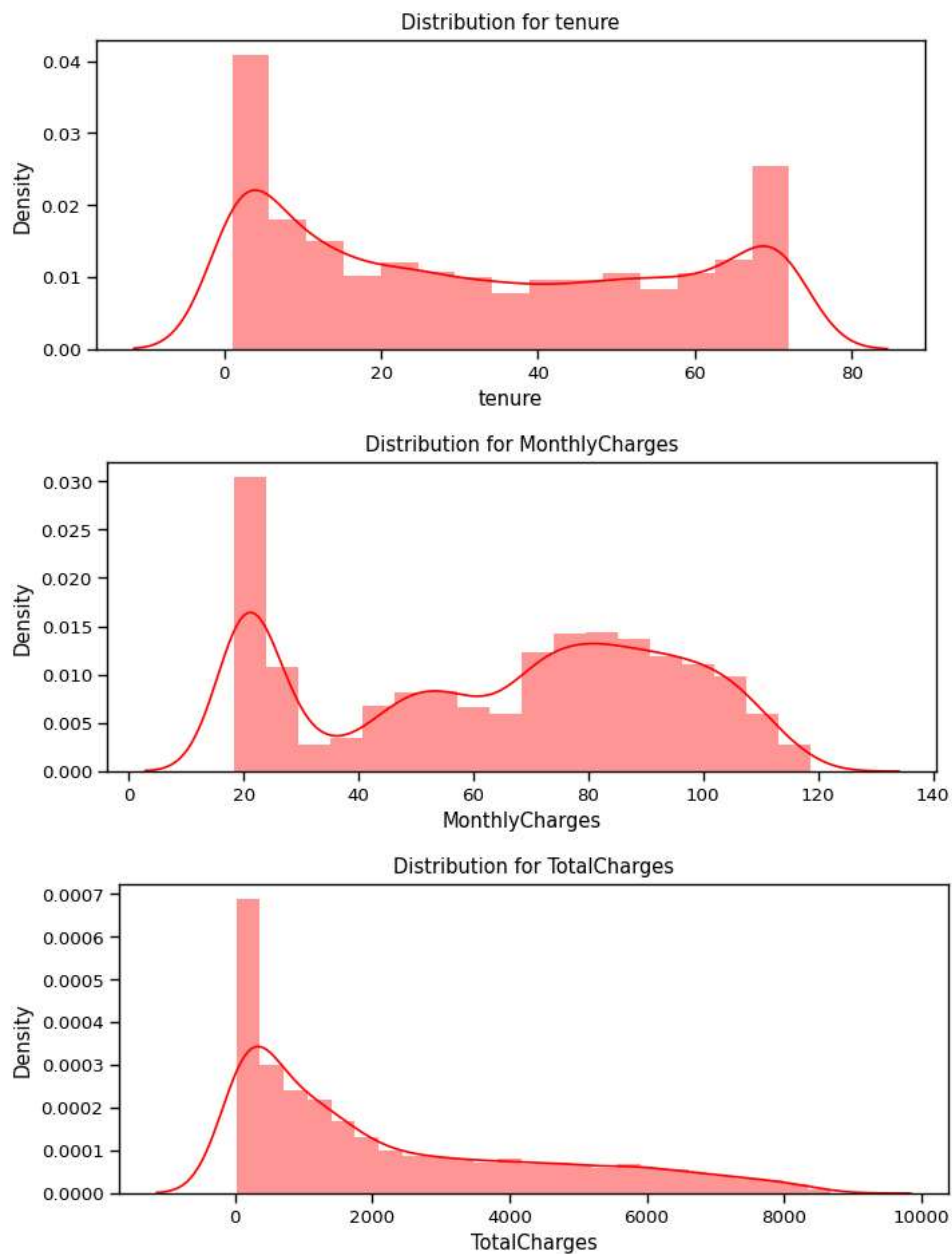 Distribution for tenure
0.04
0.03
0.02
0.01
0.00
Density
0 20 40 60 80
tenure
Distribution for MonthlyCharges
0.030
0.025
0.020
0.015
0.010
0.005
0.000
Density
0 20 40 60 80 100 120 140
MonthlyCharges
Distribution for TotalCharges
0.0007
0.0006
0.0005
0.0004
0.0003
0.0002
0.0001
0.0000
Density
0 2000 4000 6000 8000 10000
TotalCharges